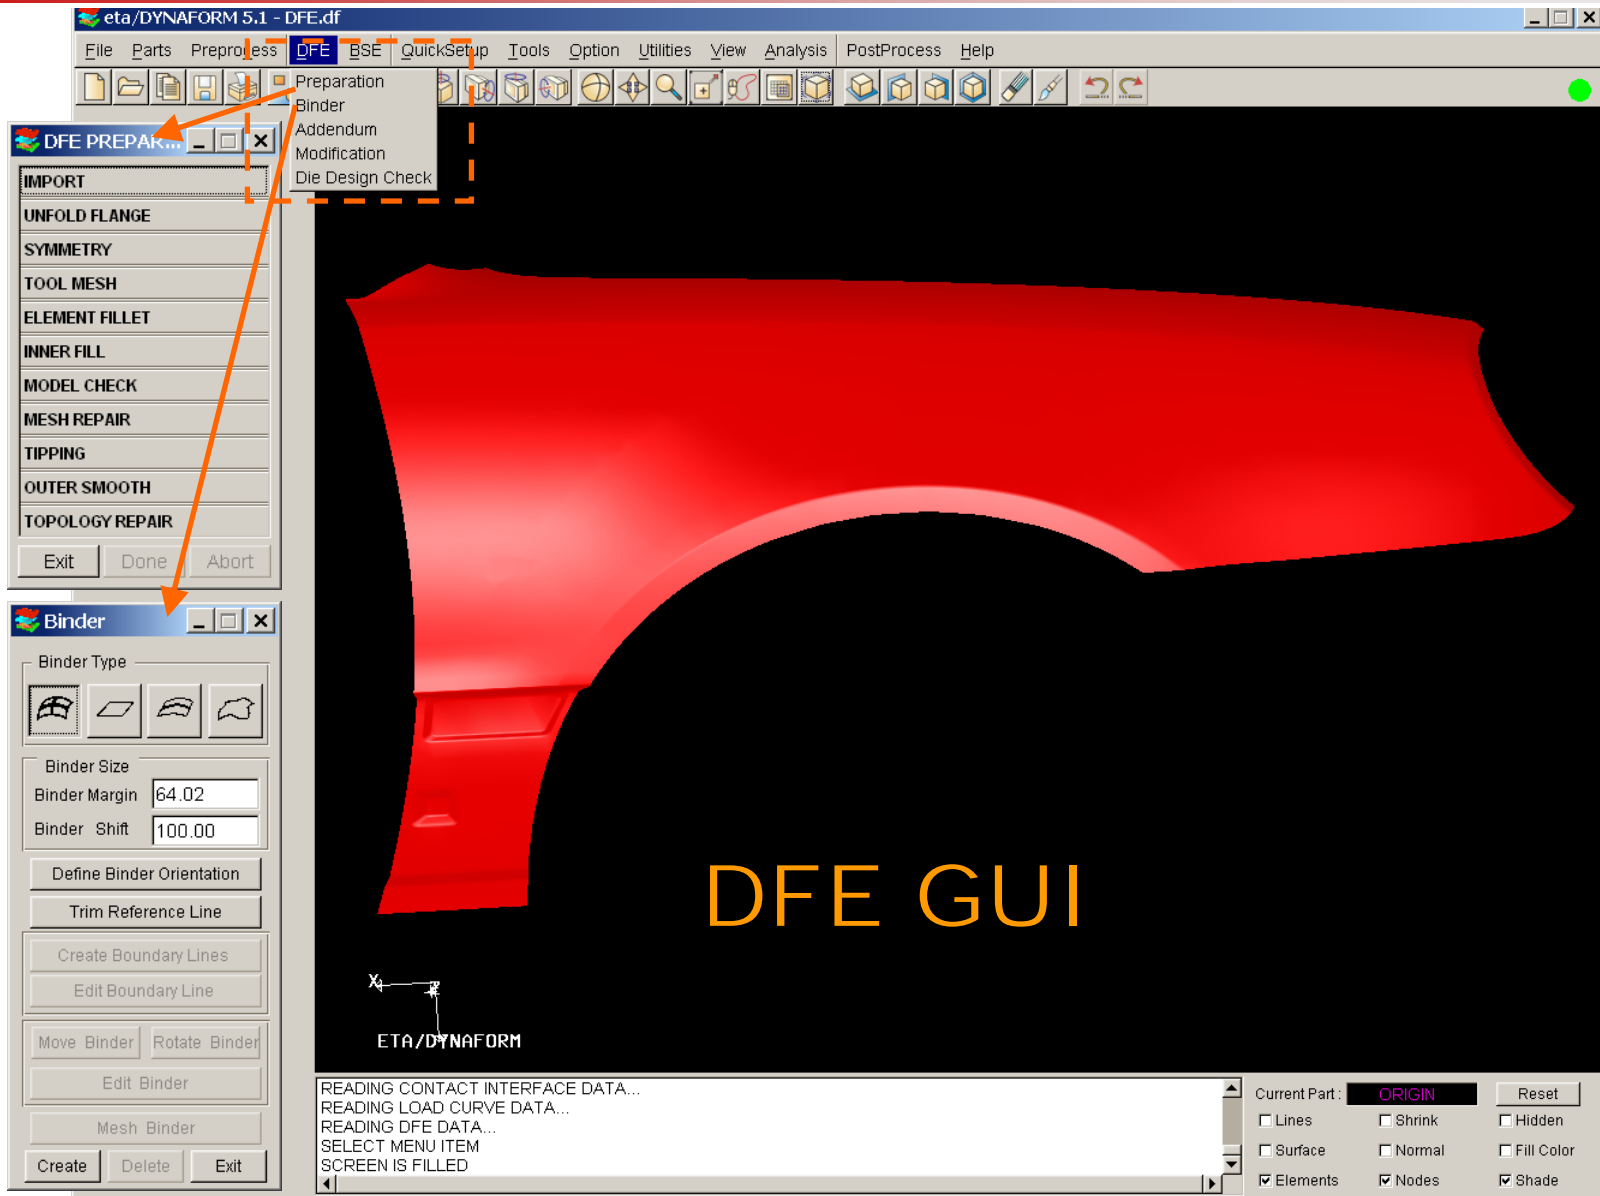 eta/DYNAFORM 5.1 - DFE.df
File Parts Preprocess DFE BSE QuickSetup Tools Option Utilities View Analysis PostProcess Help
Preparation
Binder
Addendum
Modification
Die Design Check
DFE PREPAR...
IMPORT
UNFOLD FLANGE
SYMMETRY
TOOL MESH
ELEMENT FILLET
INNER FILL
MODEL CHECK
MESH REPAIR
TIPPING
OUTER SMOOTH
TOPOLOGY REPAIR
Exit Done Abort
Binder
Binder Type
Binder Size
Binder Margin 64.02
Binder Shift 100.00
Define Binder Orientation
Trim Reference Line
Create Boundary Lines
Edit Boundary Line
Move Binder Rotate Binder
Edit Binder
Mesh Binder
Create Delete Exit
DFE GUI
X
ETA/DYNAFORM
READING CONTACT INTERFACE DATA...
READING LOAD CURVE DATA...
READING DFE DATA...
SELECT MENU ITEM
SCREEN IS FILLED
Current Part : ORIGIN Reset
Lines Shrink Hidden
Surface Normal Fill Color
Elements Nodes Shade